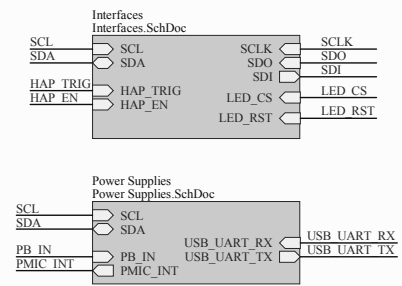 Interfaces
Interfaces.SchDoc
SCL SCL SCLK SCLK
SDA SDA SDO SDO
SDI SDI
HAP_TRIG HAP_TRIG
HAP_EN HAP_EN LED_CS LED_CS
LED_RST LED_RST
Power Supplies
Power Supplies.SchDoc
SCL SCL
SDA SDA
USB_UART_RX USB_UART_RX
PB_IN PB_IN USB_UART_TX USB_UART_TX
PMIC_INT PMIC_INT